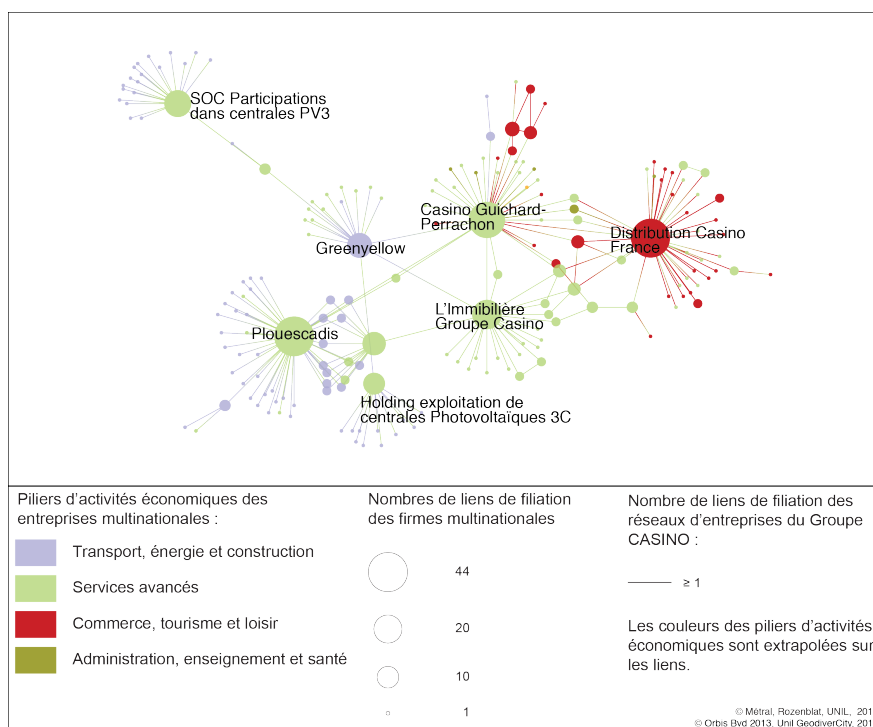 SOC Participations
dans centrales PV3
Casino Guichard-
Perrachon
Distribution Casino
France
Greenyellow
L'Immibilière
Groupe Casino
Plouescadis
Holding exploitation de
centrales Photovoltaïques 3C
Piliers d'activités économiques des
entreprises multinationales :
Transport, énergie et construction
Services avancés
Commerce, tourisme et loisir
Administration, enseignement et santé
Nombres de liens de filiation
des firmes multinationales
44
20
10
1
Nombre de liens de filiation des
réseaux d'entreprises du Groupe
CASINO :
≥ 1
Les couleurs des piliers d'activités
économiques sont extrapolées sur
les liens.
© Métral, Rozenblat, UNIL, 201
© Orbis Bvd 2013, Unil GeodiverCity, 201